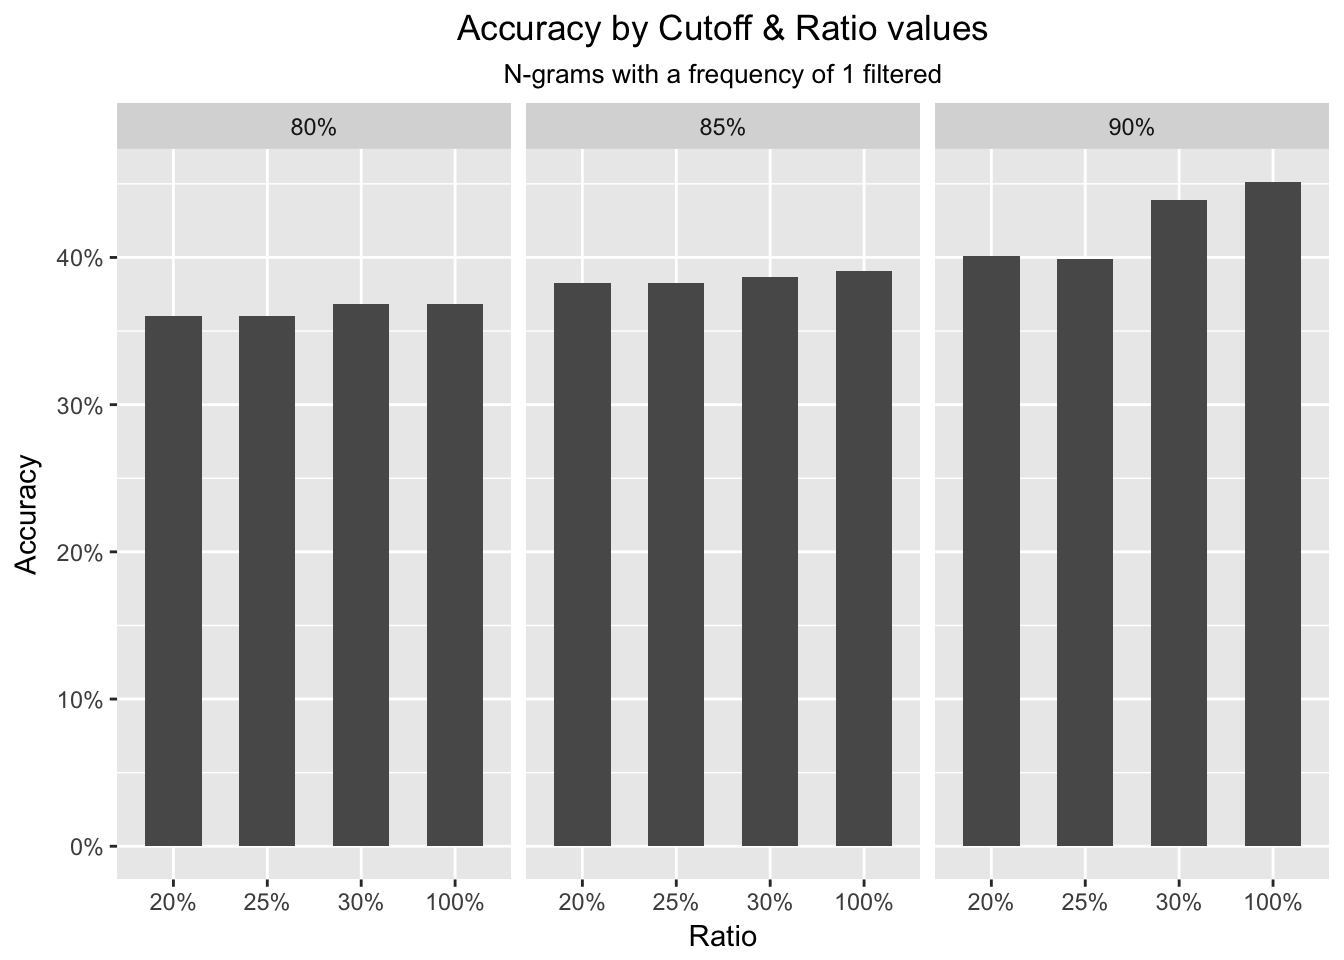 Accuracy by Cutoff & Ratio values
N-grams with a frequency of 1 filtered
80% 85% 90%
Accuracy
40%
30%
20%
10%
0%
20% 25% 30% 100% 20% 25% 30% 100% 20% 25% 30% 100%
Ratio